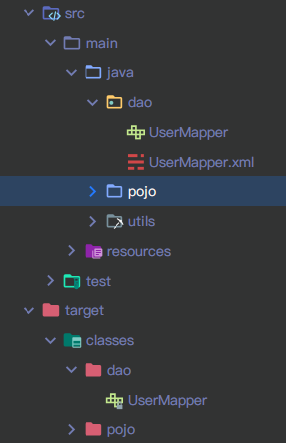 src
main
java
dao
UserMapper
UserMapper.xml
pojo
utils
resources
test
target
classes
dao
UserMapper
pojo